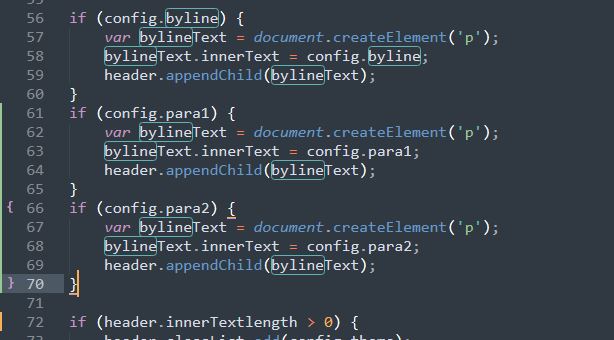 56 if (config.byline) {
57 var bylineText = document.createElement('p');
58 bylineText.innerText = config.byline;
59 header.appendChild(bylineText);
60 }
61 if (config.para1) {
62 var bylineText = document.createElement('p');
63 bylineText.innerText = config.para1;
64 header.appendChild(bylineText);
65 }
{ 66 if (config.para2) {
67 var bylineText = document.createElement('p');
68 bylineText.innerText = config.para2;
69 header.appendChild(bylineText);
} 70 }
71
72 if (header.innerTextlength > 0) {